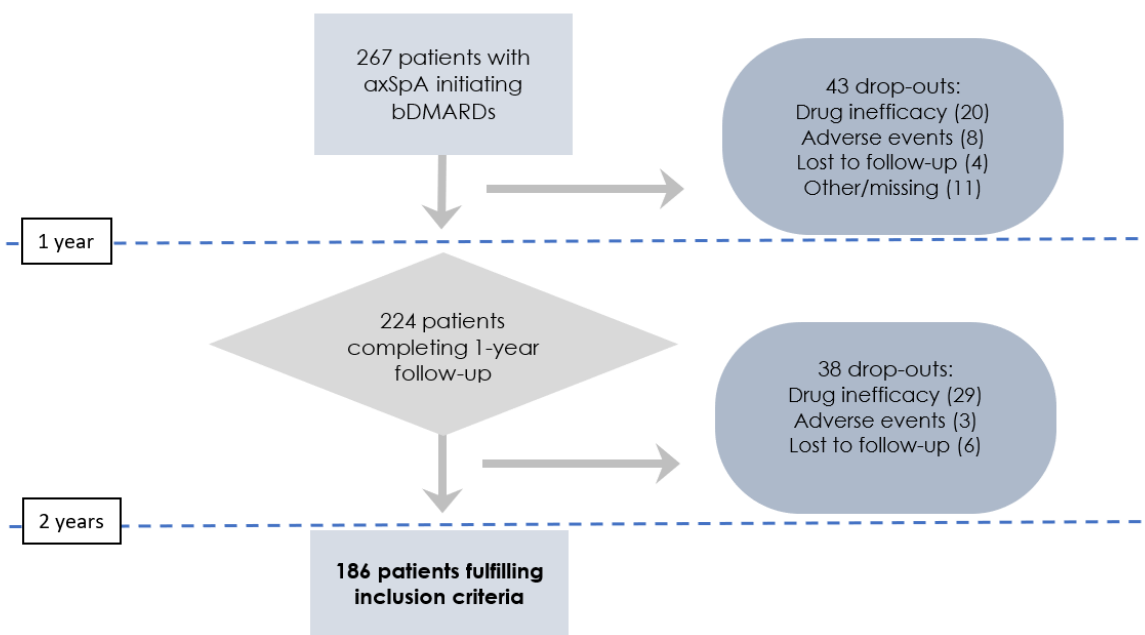 267 patients with
axSpA initiating
bDMARDs
43 drop-outs:
Drug inefficacy (20)
Adverse events (8)
Lost to follow-up (4)
Other/missing (11)
1 year
224 patients
completing 1-year
follow-up
38 drop-outs:
Drug inefficacy (29)
Adverse events (3)
Lost to follow-up (6)
2 years
186 patients fulfilling
inclusion criteria